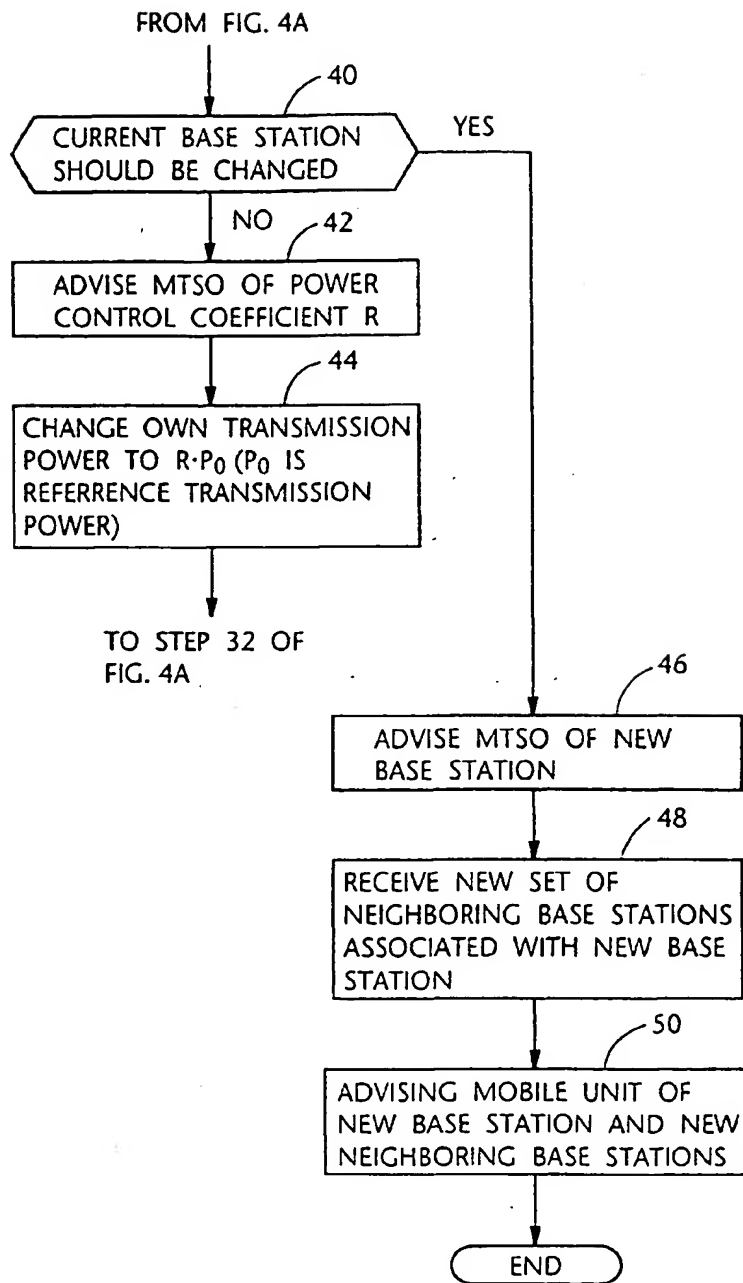 FROM FIG. 4A
40
CURRENT BASE STATION
SHOULD BE CHANGED
YES
NO
42
ADVISE MTSO OF POWER
CONTROL COEFFICIENT R
44
CHANGE OWN TRANSMISSION
POWER TO R·P0 (P0 IS
REFERRENCE TRANSMISSION
POWER)
TO STEP 32 OF
FIG. 4A
46
ADVISE MTSO OF NEW
BASE STATION
48
RECEIVE NEW SET OF
NEIGHBORING BASE STATIONS
ASSOCIATED WITH NEW BASE
STATION
50
ADVISING MOBILE UNIT OF
NEW BASE STATION AND NEW
NEIGHBORING BASE STATIONS
END